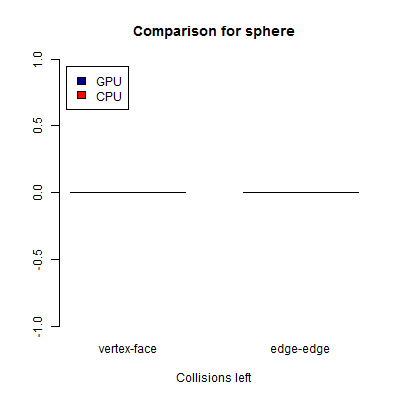 Comparison for sphere
1.0
0.5
0.0
-0.5
-1.0
GPU
CPU
vertex-face
edge-edge
Collisions left